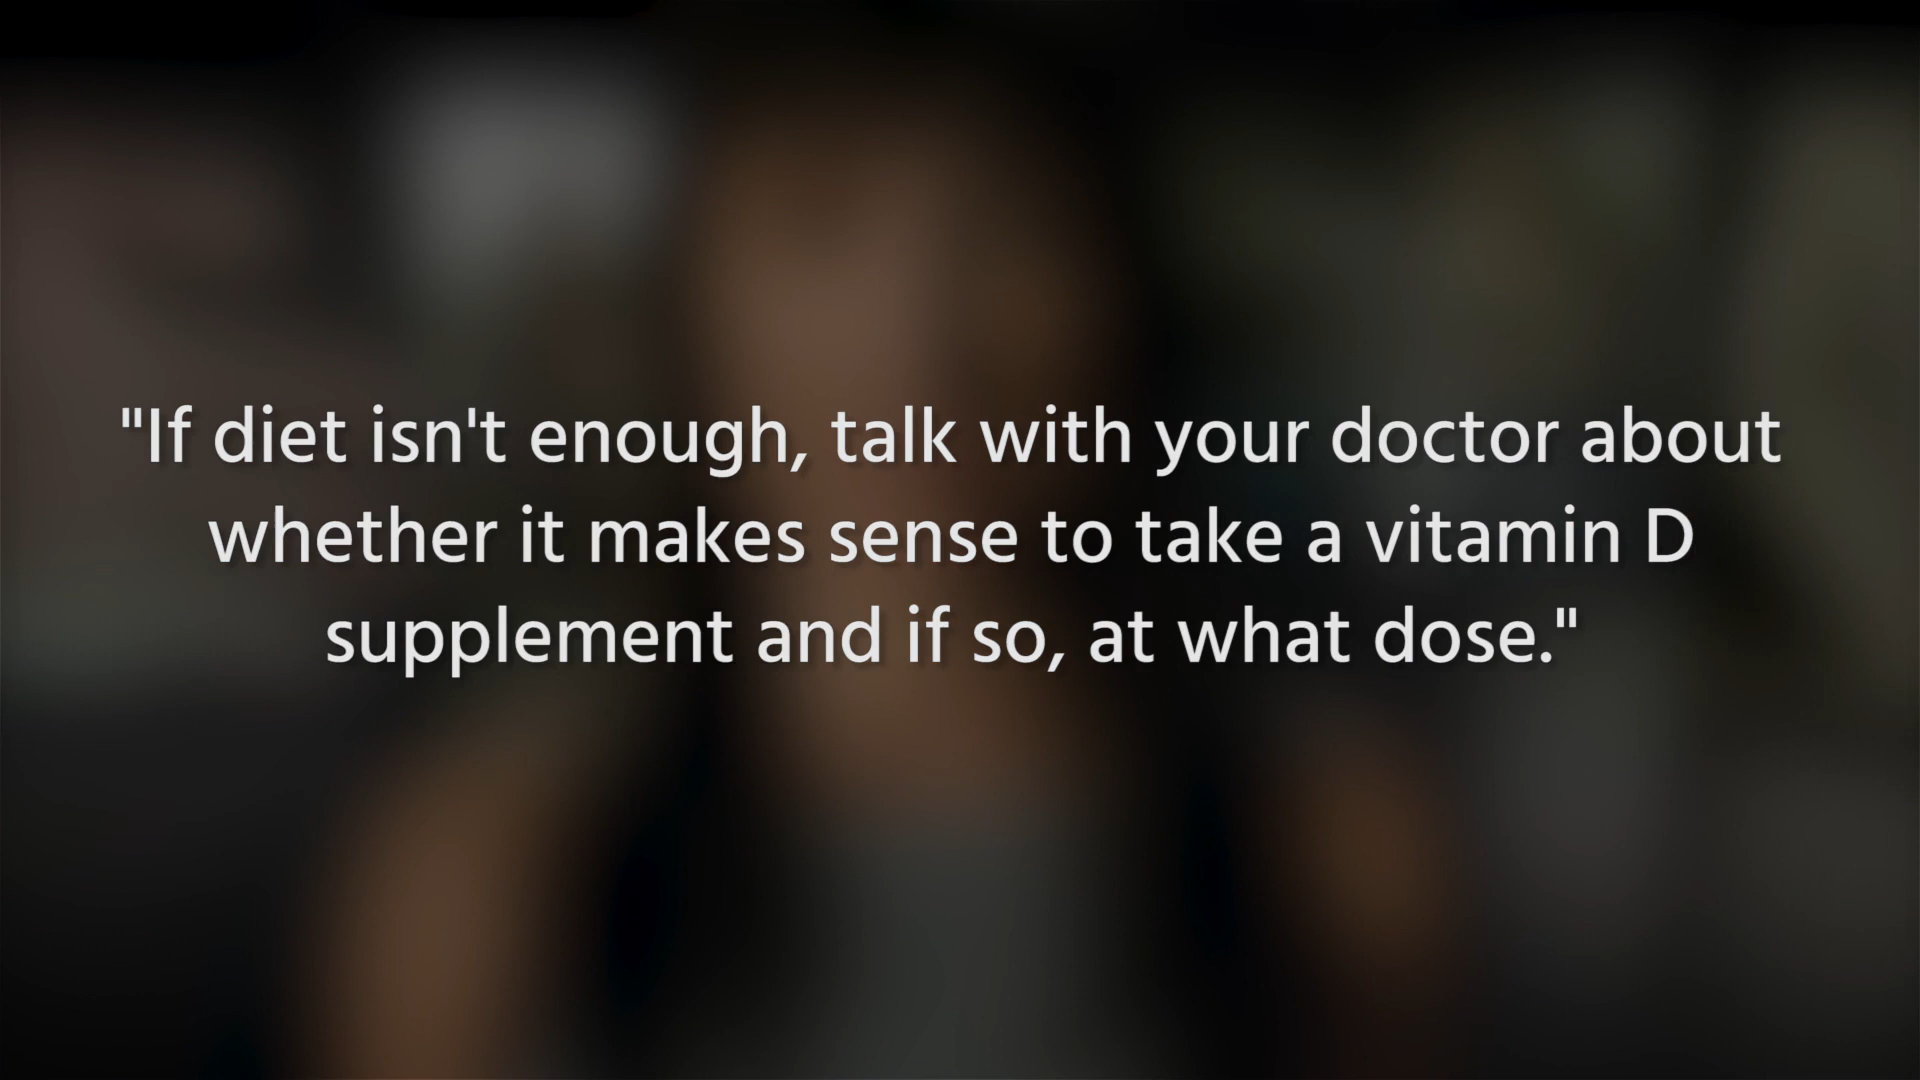 "If diet isn't enough, talk with your doctor about
whether it makes sense to take a vitamin D
supplement and if so, at what dose."